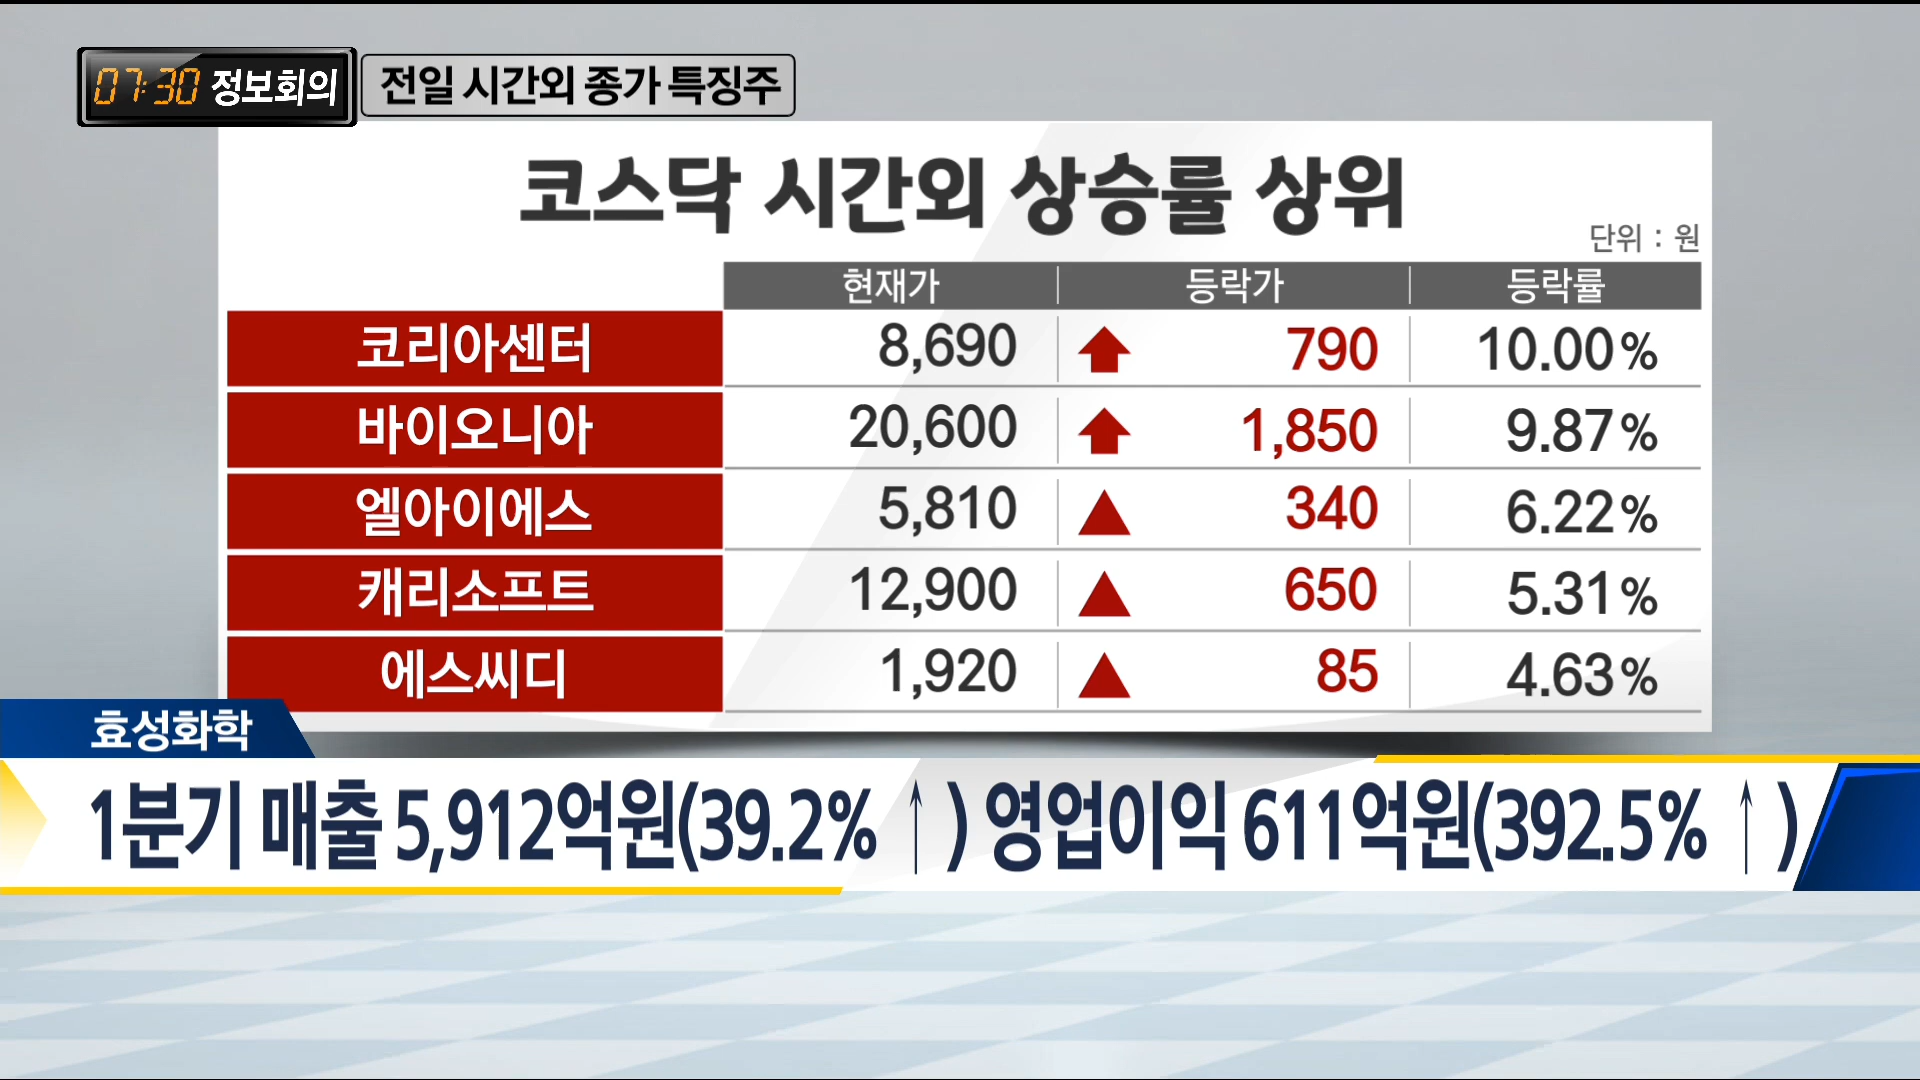 07:30 정보회의
전일 시간외 종가 특징주
코스닥 시간외 상승률 상위
단위 : 원
현재가 등락가 등락률
코리아센터 8,690 790 10.00%
바이오니아 20,600 1,850 9.87%
엘아이에스 5,810 ▲ 340 6.22%
캐리소프트 12,900 ▲ 650 5.31%
에스씨디 1,920 ▲ 85 4.63%
효성화학
1분기 매출 5,912억원(39.2% ↑ ) 영업이익 611억원(392.5% ↑ )